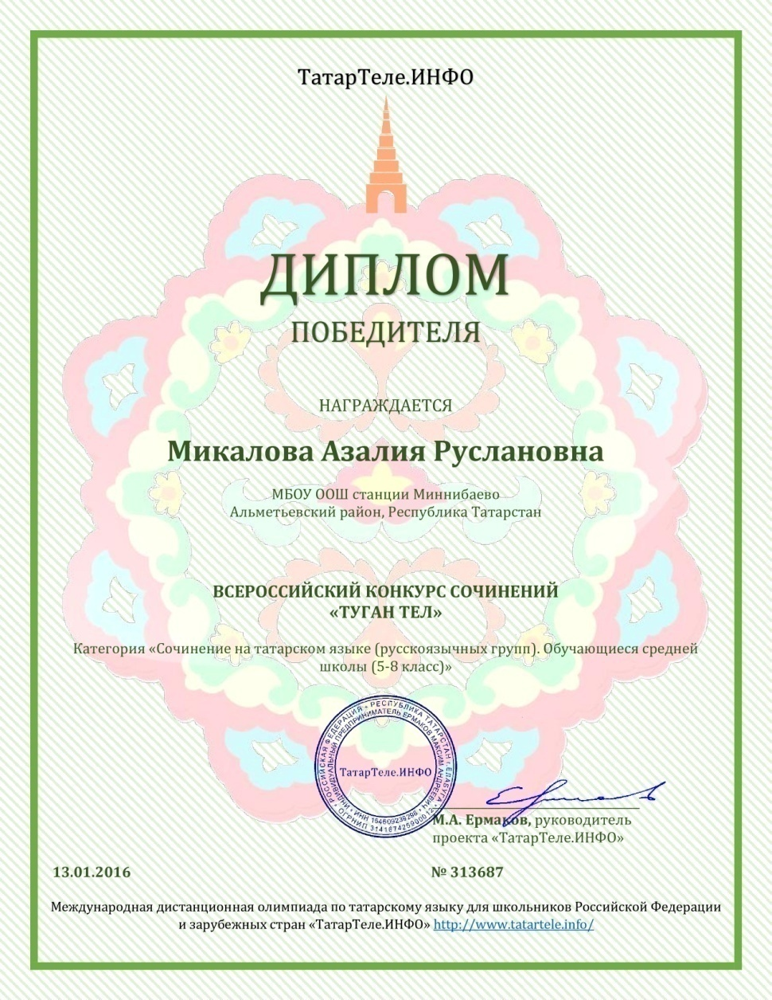 ТатарТеле.ИНФО
ДИПЛОМ
ПОБЕДИТЕЛЯ
НАГРАЖДАЕТСЯ
Микалова Азалия Руслановна
МБОУ ООШ станции Миннибаево
Альметьевский район, Республика Татарстан
ВСЕРОССИЙСКИЙ КОНКУРС СОЧИНЕНИЙ
«ТУГАН ТЕЛ»
Категория «Сочинение на татарском языке (русскоязычных групп). Обучающиеся средней
школы (5-8 класс)»
РОССИЙСКАЯ ФЕДЕРАЦИЯ • РЕСПУБЛИКА ТАТАРСТАН г.ЕЛАБУГА
ИНДИВИДУАЛЬНЫЙ ПРЕДПРИНИМАТЕЛЬ ЕРМАКОВ МАКСИМ АНДРЕЕВИЧ
ТатарТеле.ИНФО
ИНН
ОГРНИП
М.А. Ермаков, руководитель
проекта «ТатарТеле.ИНФО»
13.01.2016
№ 313687
Международная дистанционная олимпиада по татарскому языку для школьников Российской Федерации
и зарубежных стран «ТатарТеле.ИНФО» http://www.tatartele.info/